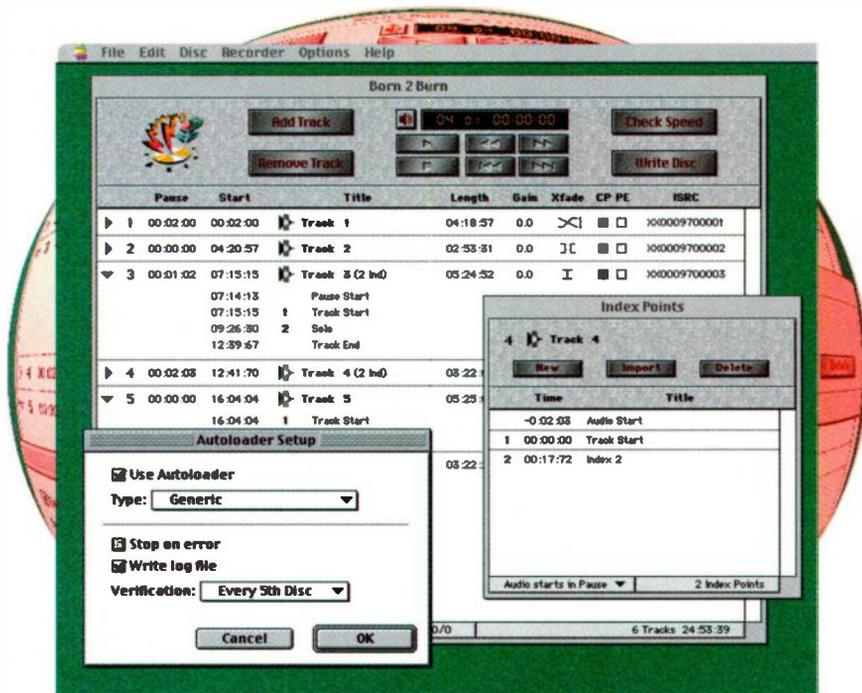 File Edit Disc Recorder Options Help
Born 2 Burn
Add Track
04 01 00 00 00
Check Speed
Remove Track
Write Disc
Pause Start Title Length Gain Xfade CP PE ISRC
1 00:02:00 00:02:00 Track 1 04:18:57 0.0 XX0009700001
2 00:00:00 04:20:57 Track 2 02:53:31 0.0 XX0009700002
3 00:01:02 07:15:15 Track 3 (2 Ind) 05:24:52 0.0 XX0009700003
07:14:13 Pause Start
07:15:15 1 Track Start
09:26:30 2 Solo
12:39:67 Track End
4 00:02:03 12:41:70 Track 4 (2 Ind) 03:22:
5 00:00:00 16:04:04 Track 5 05:25:
16:04:04 1 Track Start
03:22:
0/0 6 Tracks 24:53:39
Index Points
4 Track 4
New Import Delete
Time Title
-0:02:03 Audio Start
1 00:00:00 Track Start
2 00:17:72 Index 2
Audio starts in Pause 2 Index Points
Autoloader Setup
Use Autoloader
Type: Generic
Stop on error
Write log file
Verification: Every 5th Disc
Cancel OK